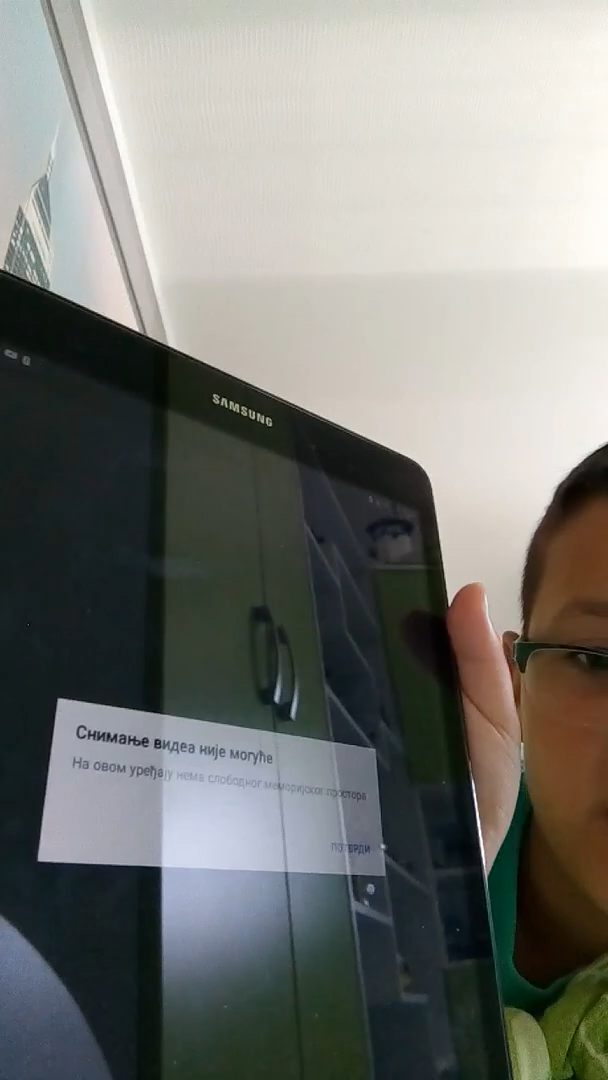 SAMSUNG
Снимање видеа није могуће
На овом уређају нема слободног меморијског простора
ПОТВРДИ